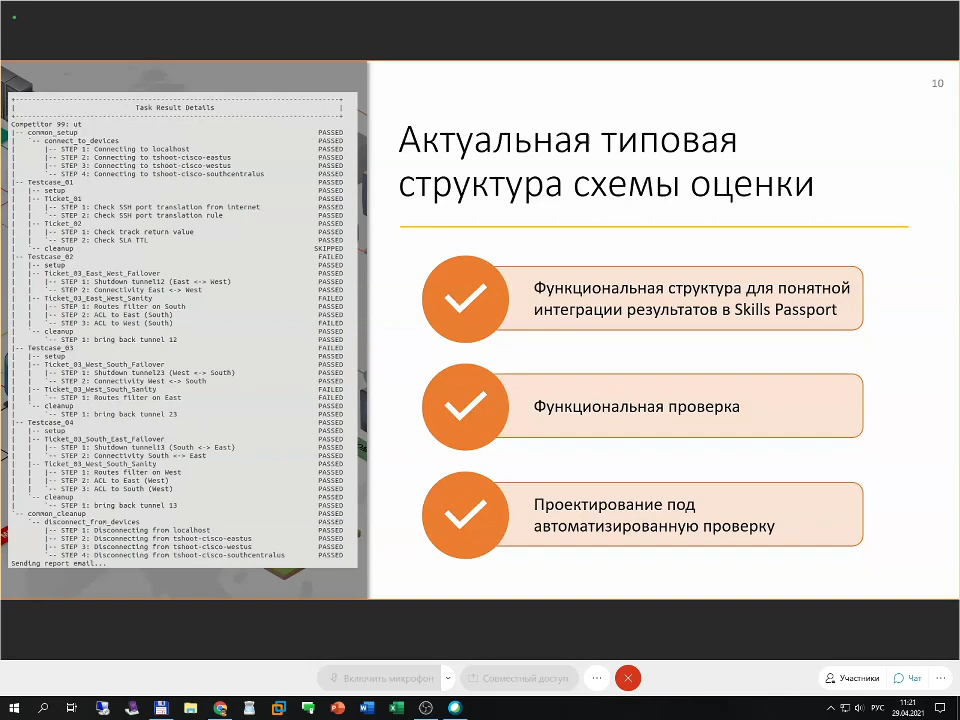 10
Task Result Details
Competitor 99: ut
|-- common_setup PASSED
| `-- connect_to_devices PASSED
| |-- STEP 1: Connecting to localhost PASSED
| |-- STEP 2: Connecting to tshoot-cisco-eastus PASSED
| |-- STEP 3: Connecting to tshoot-cisco-westus PASSED
| `-- STEP 4: Connecting to tshoot-cisco-southcentralus PASSED
|-- Testcase_01 PASSED
| |-- setup PASSED
| |-- Ticket_01 PASSED
| | |-- STEP 1: Check SSH port translation from internet PASSED
| | `-- STEP 2: Check SSH port translation rule PASSED
| |-- Ticket_02 PASSED
| | |-- STEP 1: Check track return value PASSED
| | `-- STEP 2: Check SLA TTL PASSED
| `-- cleanup SKIPPED
|-- Testcase_02 FAILED
| |-- setup PASSED
| |-- Ticket_03_East_West_Failover PASSED
| | |-- STEP 1: Shutdown tunnel12 (East <-> West) PASSED
| | `-- STEP 2: Connectivity East <-> West PASSED
| |-- Ticket_03_East_West_Sanity FAILED
| | |-- STEP 1: Routes filter on South PASSED
| | |-- STEP 2: ACL to East (South) PASSED
| | `-- STEP 3: ACL to West (South) FAILED
| `-- cleanup PASSED
| `-- STEP 1: bring back tunnel 12 PASSED
|-- Testcase_03 FAILED
| |-- setup PASSED
| |-- Ticket_03_West_South_Failover PASSED
| | |-- STEP 1: Shutdown tunnel23 (West <-> South) PASSED
| | `-- STEP 2: Connectivity West <-> South PASSED
| |-- Ticket_03_West_South_Sanity FAILED
| | `-- STEP 1: Routes filter on East FAILED
| `-- cleanup PASSED
| `-- STEP 1: bring back tunnel 23 PASSED
|-- Testcase_04 PASSED
| |-- setup PASSED
| |-- Ticket_03_South_East_Failover PASSED
| | |-- STEP 1: Shutdown tunnel13 (South <-> East) PASSED
| | `-- STEP 2: Connectivity South <-> East PASSED
| |-- Ticket_03_West_South_Sanity PASSED
| | |-- STEP 1: Routes filter on West PASSED
| | |-- STEP 2: ACL to East (West) PASSED
| | `-- STEP 3: ACL to South (West) PASSED
| `-- cleanup PASSED
| `-- STEP 1: bring back tunnel 13 PASSED
`-- common_cleanup PASSED
`-- disconnect_from_devices PASSED
|-- STEP 1: Disconnecting from localhost PASSED
|-- STEP 2: Disconnecting from tshoot-cisco-eastus PASSED
|-- STEP 3: Disconnecting from tshoot-cisco-westus PASSED
`-- STEP 4: Disconnecting from tshoot-cisco-southcentralus PASSED
Sending report email...
Актуальная типовая
структура схемы оценки
Функциональная структура для понятной
интеграции результатов в Skills Passport
Функциональная проверка
Проектирование под
автоматизированную проверку
Включить микрофон
Совместный доступ
Участники
Чат
РУС
11:21
29.04.2021